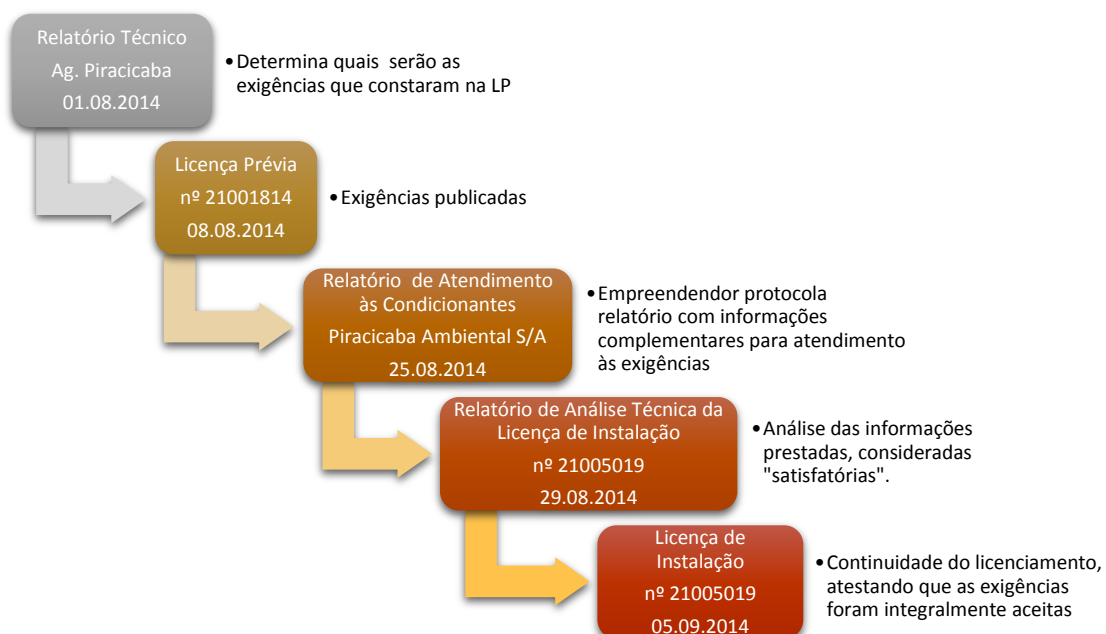 Relatório Técnico
Ag. Piracicaba
01.08.2014
•Determina quais serão as
exigências que constaram na LP
Licença Prévia
nº 21001814
08.08.2014
•Exigências publicadas
Relatório de Atendimento
às Condicionantes
Piracicaba Ambiental S/A
25.08.2014
•Empreendedor protocola
relatório com informações
complementares para atendimento
às exigências
Relatório de Análise Técnica da
Licença de Instalação
nº 21005019
29.08.2014
•Análise das informações
prestadas, consideradas
"satisfatórias".
Licença de
Instalação
nº 21005019
05.09.2014
•Continuidade do licenciamento,
atestando que as exigências
foram integralmente aceitas